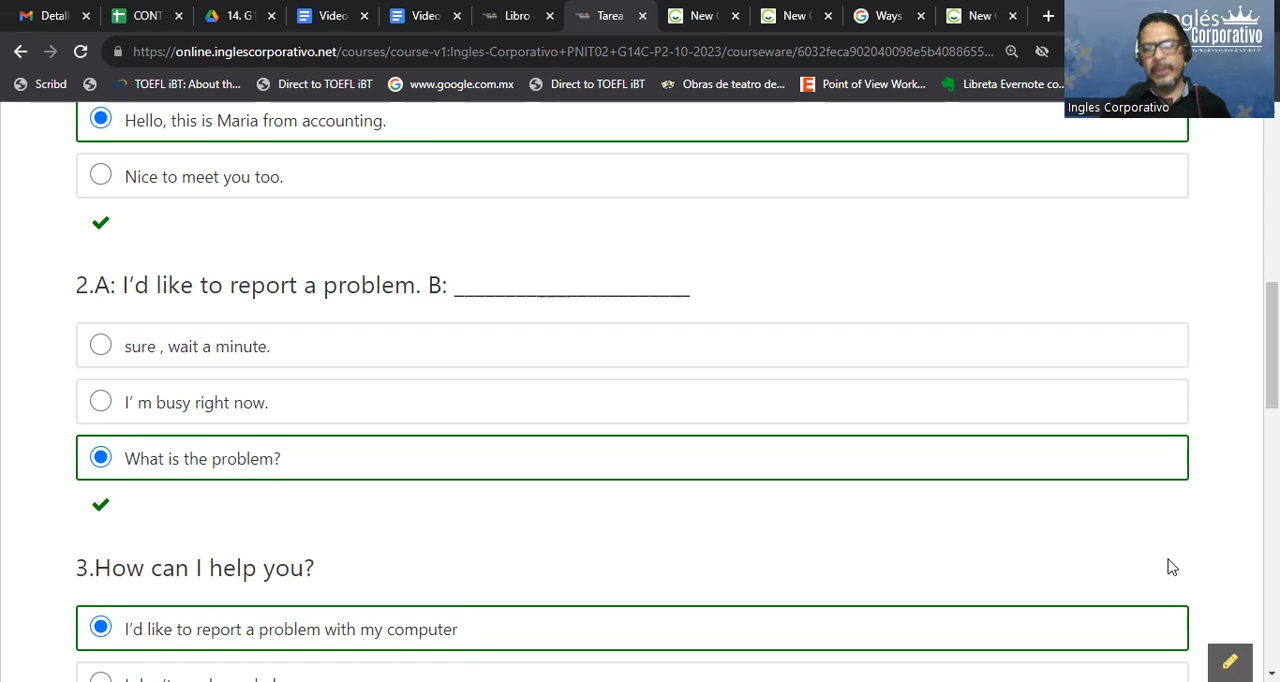 Detall
CONT
14. G
Video
Video
Libro
Tarea
New
New
Ways
New
https://online.inglescorporativo.net/courses/course-v1:Ingles-Corporativo+PNIT02+G14C-P2-10-2023/courseware/6032feca902040098e5b4088655...
Scribd
TOEFL iBT: About th...
Direct to TOEFL iBT
www.google.com.mx
Direct to TOEFL iBT
Obras de teatro de...
Point of View Work...
Libreta Evernote co...
Inglés
Corporativo
Ingles Corporativo
Hello, this is Maria from accounting.
Nice to meet you too.
2.A: I’d like to report a problem. B: ______________________
sure , wait a minute.
I’ m busy right now.
What is the problem?
3.How can I help you?
I’d like to report a problem with my computer